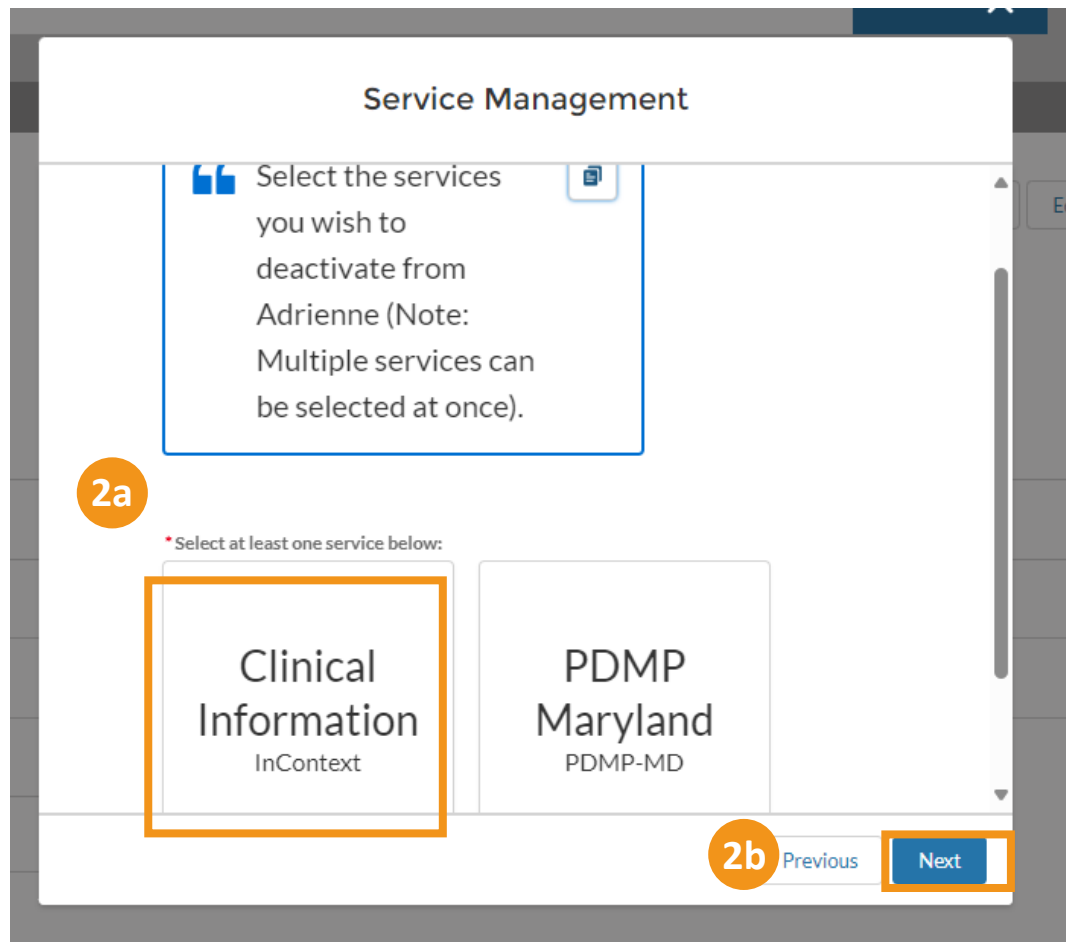 Service Management
Select the services
you wish to
deactivate from
Adrienne (Note:
Multiple services can
be selected at once).
2a
*Select at least one service below:
Clinical
Information
InContext
PDMP
Maryland
PDMP-MD
2b
Previous
Next